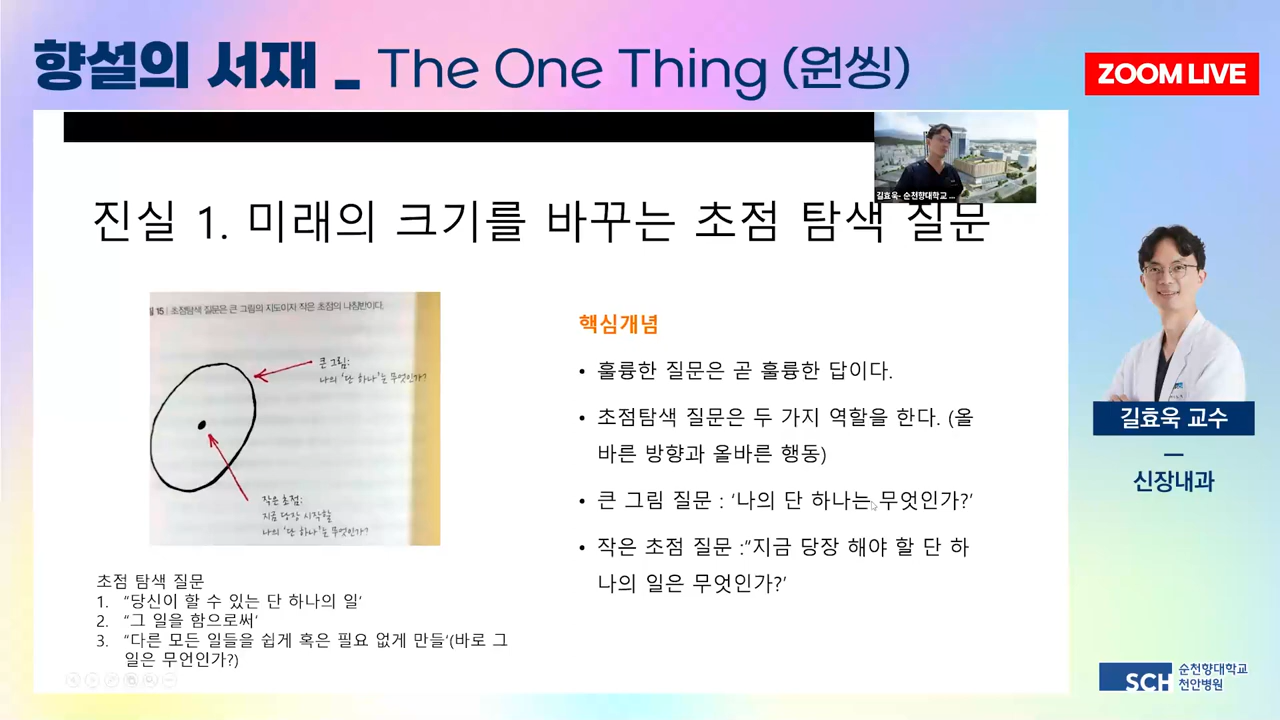 향설의 서재 _ The One Thing (원씽)
ZOOM LIVE
길효욱- 순천향대학교 ...
진실 1. 미래의 크기를 바꾸는 초점 탐색 질문
15 | 초점탐색 질문은 큰 그림의 지도이자 작은 초점의 나침반이다.
큰 그림:
나의 '단 하나'는 무엇인가?
작은 초점:
지금 당장 시작할
나의 '단 하나'는 무엇인가?
초점 탐색 질문
1. “당신이 할 수 있는 단 하나의 일‘
2. “그 일을 함으로써‘
3. “다른 모든 일들을 쉽게 혹은 필요 없게 만들‘(바로 그
일은 무언인가?)
핵심개념
• 훌륭한 질문은 곧 훌륭한 답이다.
• 초점탐색 질문은 두 가지 역할을 한다. (올
바른 방향과 올바른 행동)
• 큰 그림 질문 : ‘나의 단 하나는 무엇인가?’
• 작은 초점 질문 :“지금 당장 해야 할 단 하
나의 일은 무엇인가?’
길효욱 교수
신장내과
SCH 순천향대학교
천안병원